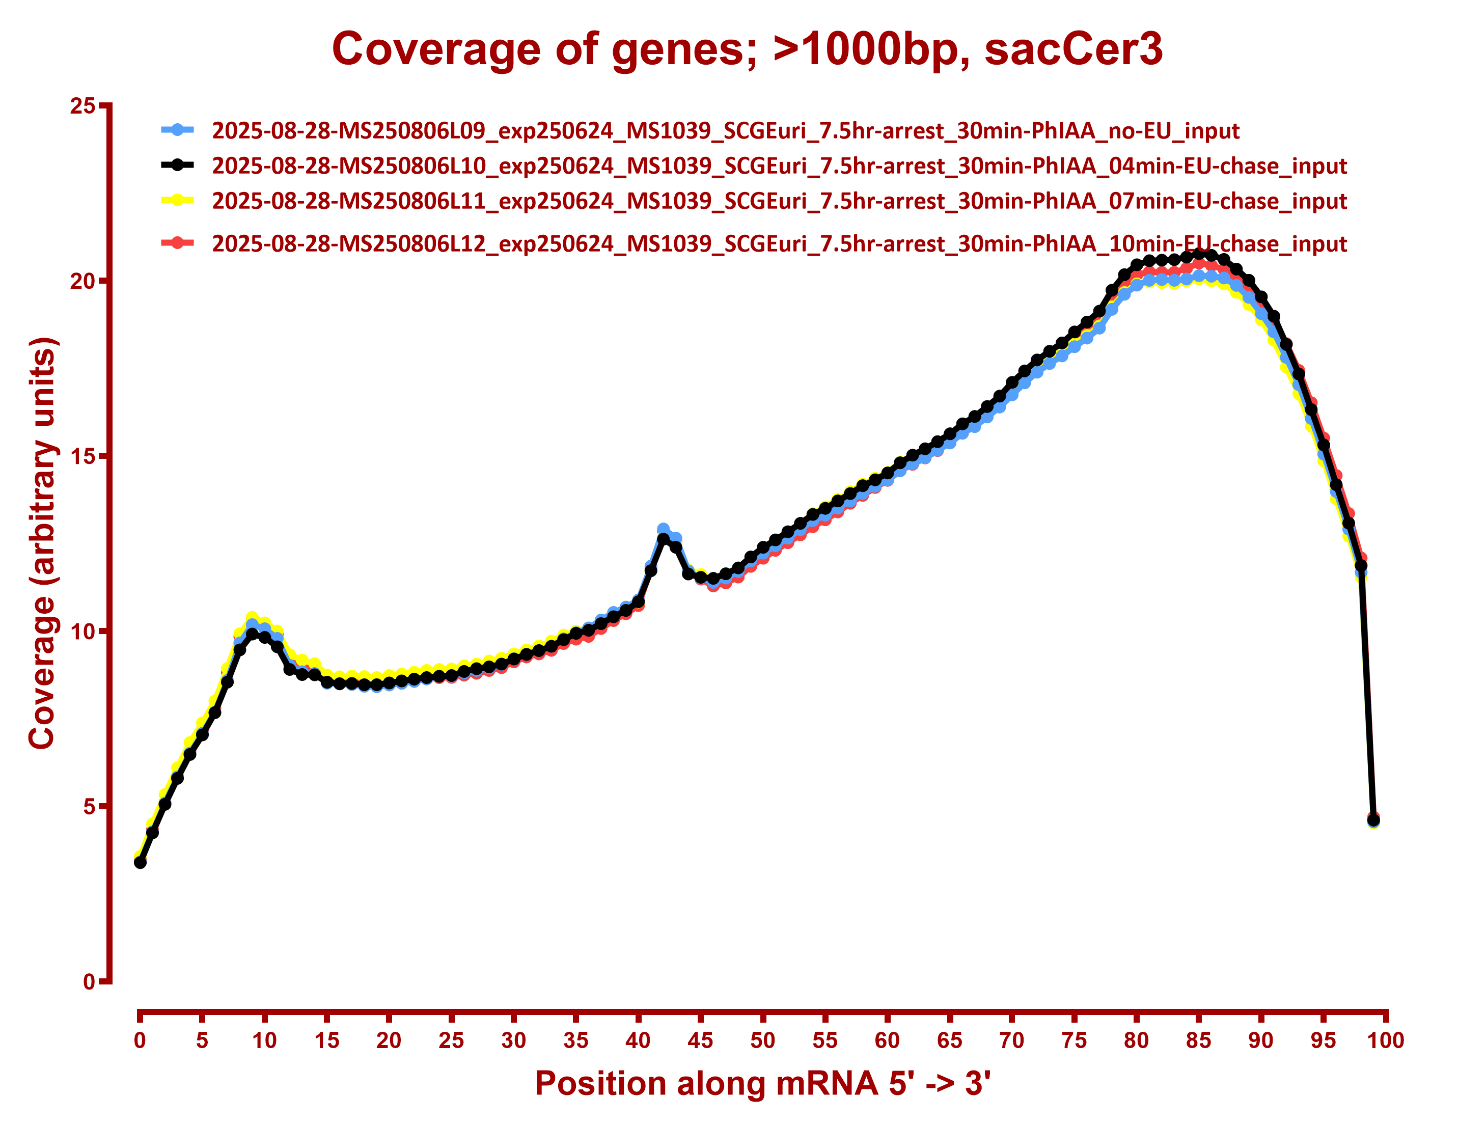 Coverage of genes; >1000bp, sacCer3
25
2025-08-28-MS250806L09_exp250624_MS1039_SCGEuri_7.5hr-arrest_30min-PhIAA_no-EU_input
2025-08-28-MS250806L10_exp250624_MS1039_SCGEuri_7.5hr-arrest_30min-PhIAA_04min-EU-chase_input
2025-08-28-MS250806L11_exp250624_MS1039_SCGEuri_7.5hr-arrest_30min-PhIAA_07min-EU-chase_input
2025-08-28-MS250806L12_exp250624_MS1039_SCGEuri_7.5hr-arrest_30min-PhIAA_10min-EU-chase_input
20
15
10
5
0
Coverage (arbitrary units)
0 5 10 15 20 25 30 35 40 45 50 55 60 65 70 75 80 85 90 95 100
Position along mRNA 5' -> 3'